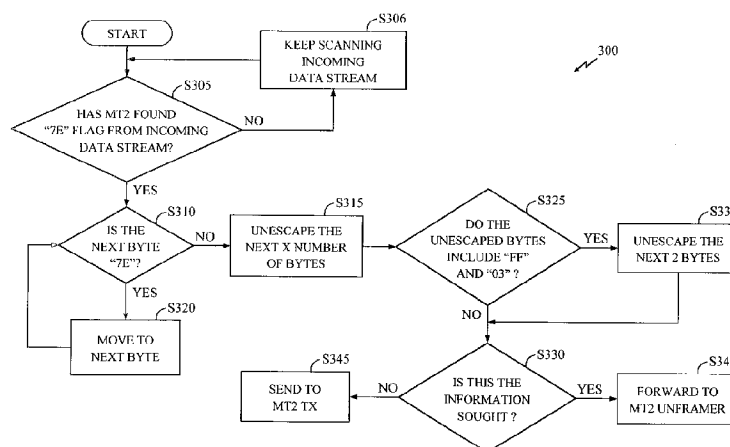 START
S306
KEEP SCANNING
INCOMING
DATA STREAM
300
S305
HAS MT2 FOUND
“7E” FLAG FROM INCOMING
DATA STREAM?
NO
YES
S310
IS THE
NEXT BYTE
“7E”?
NO
S315
UNESCAPE THE
NEXT X NUMBER
OF BYTES
S325
DO THE
UNESCAPED BYTES
INCLUDE “FF”
AND “03” ?
YES
UNESCAPE THE
NEXT 2 BYTES
YES
S320
MOVE TO
NEXT BYTE
NO
S330
IS THIS THE
INFORMATION
SOUGHT ?
NO
S345
SEND TO
MT2 TX
YES
FORWARD TO
MT2 UNFRAMER